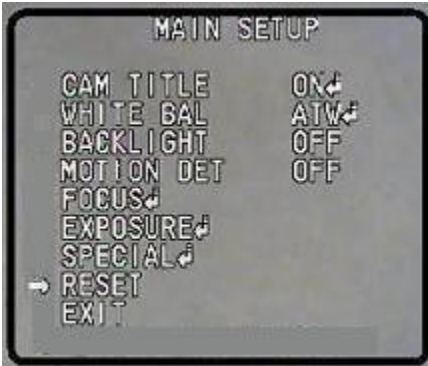 MAIN SETUP
CAM TITLE ON↲
WHITE BAL ATW↲
BACKLIGHT OFF
MOTION DET OFF
FOCUS↲
EXPOSURE↲
SPECIAL↲
➡ RESET
EXIT